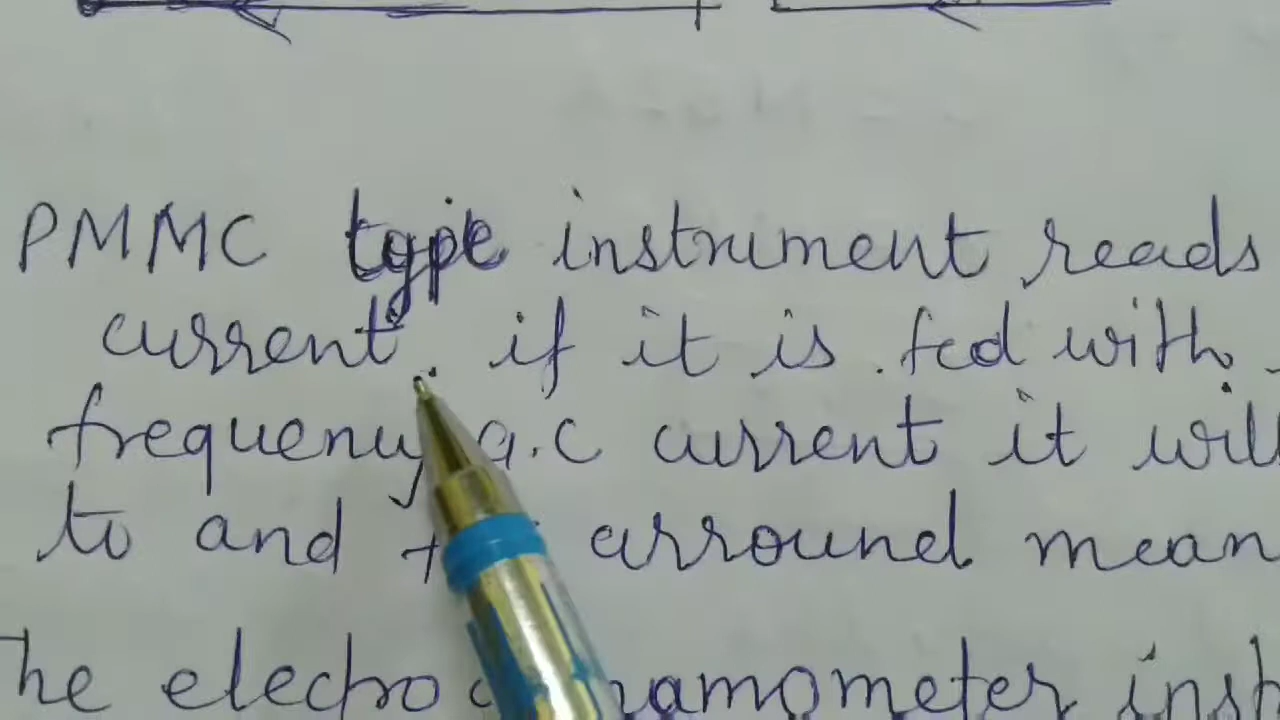 PMMC type instrument reads
current. if it is fed with
frequeny a.c current it will
to and arround mean
The electro namometer inst